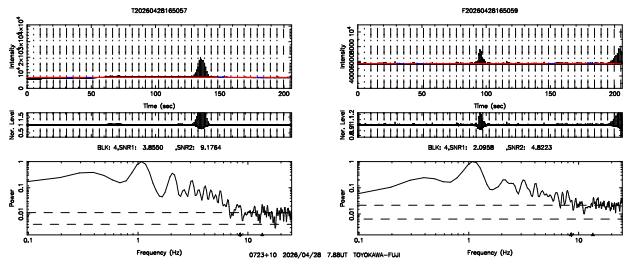 T20260428165057
F20260428165059
Intensity
Time (sec)
Nor. Level
BLK: 4,SNR1: 3.8550 ,SNR2: 9.1764
BLK: 4,SNR1: 2.0958 ,SNR2: 4.8223
Power
Frequency (Hz)
0723+10 2026/04/28 7.88UT TOYOKAWA-FUJI